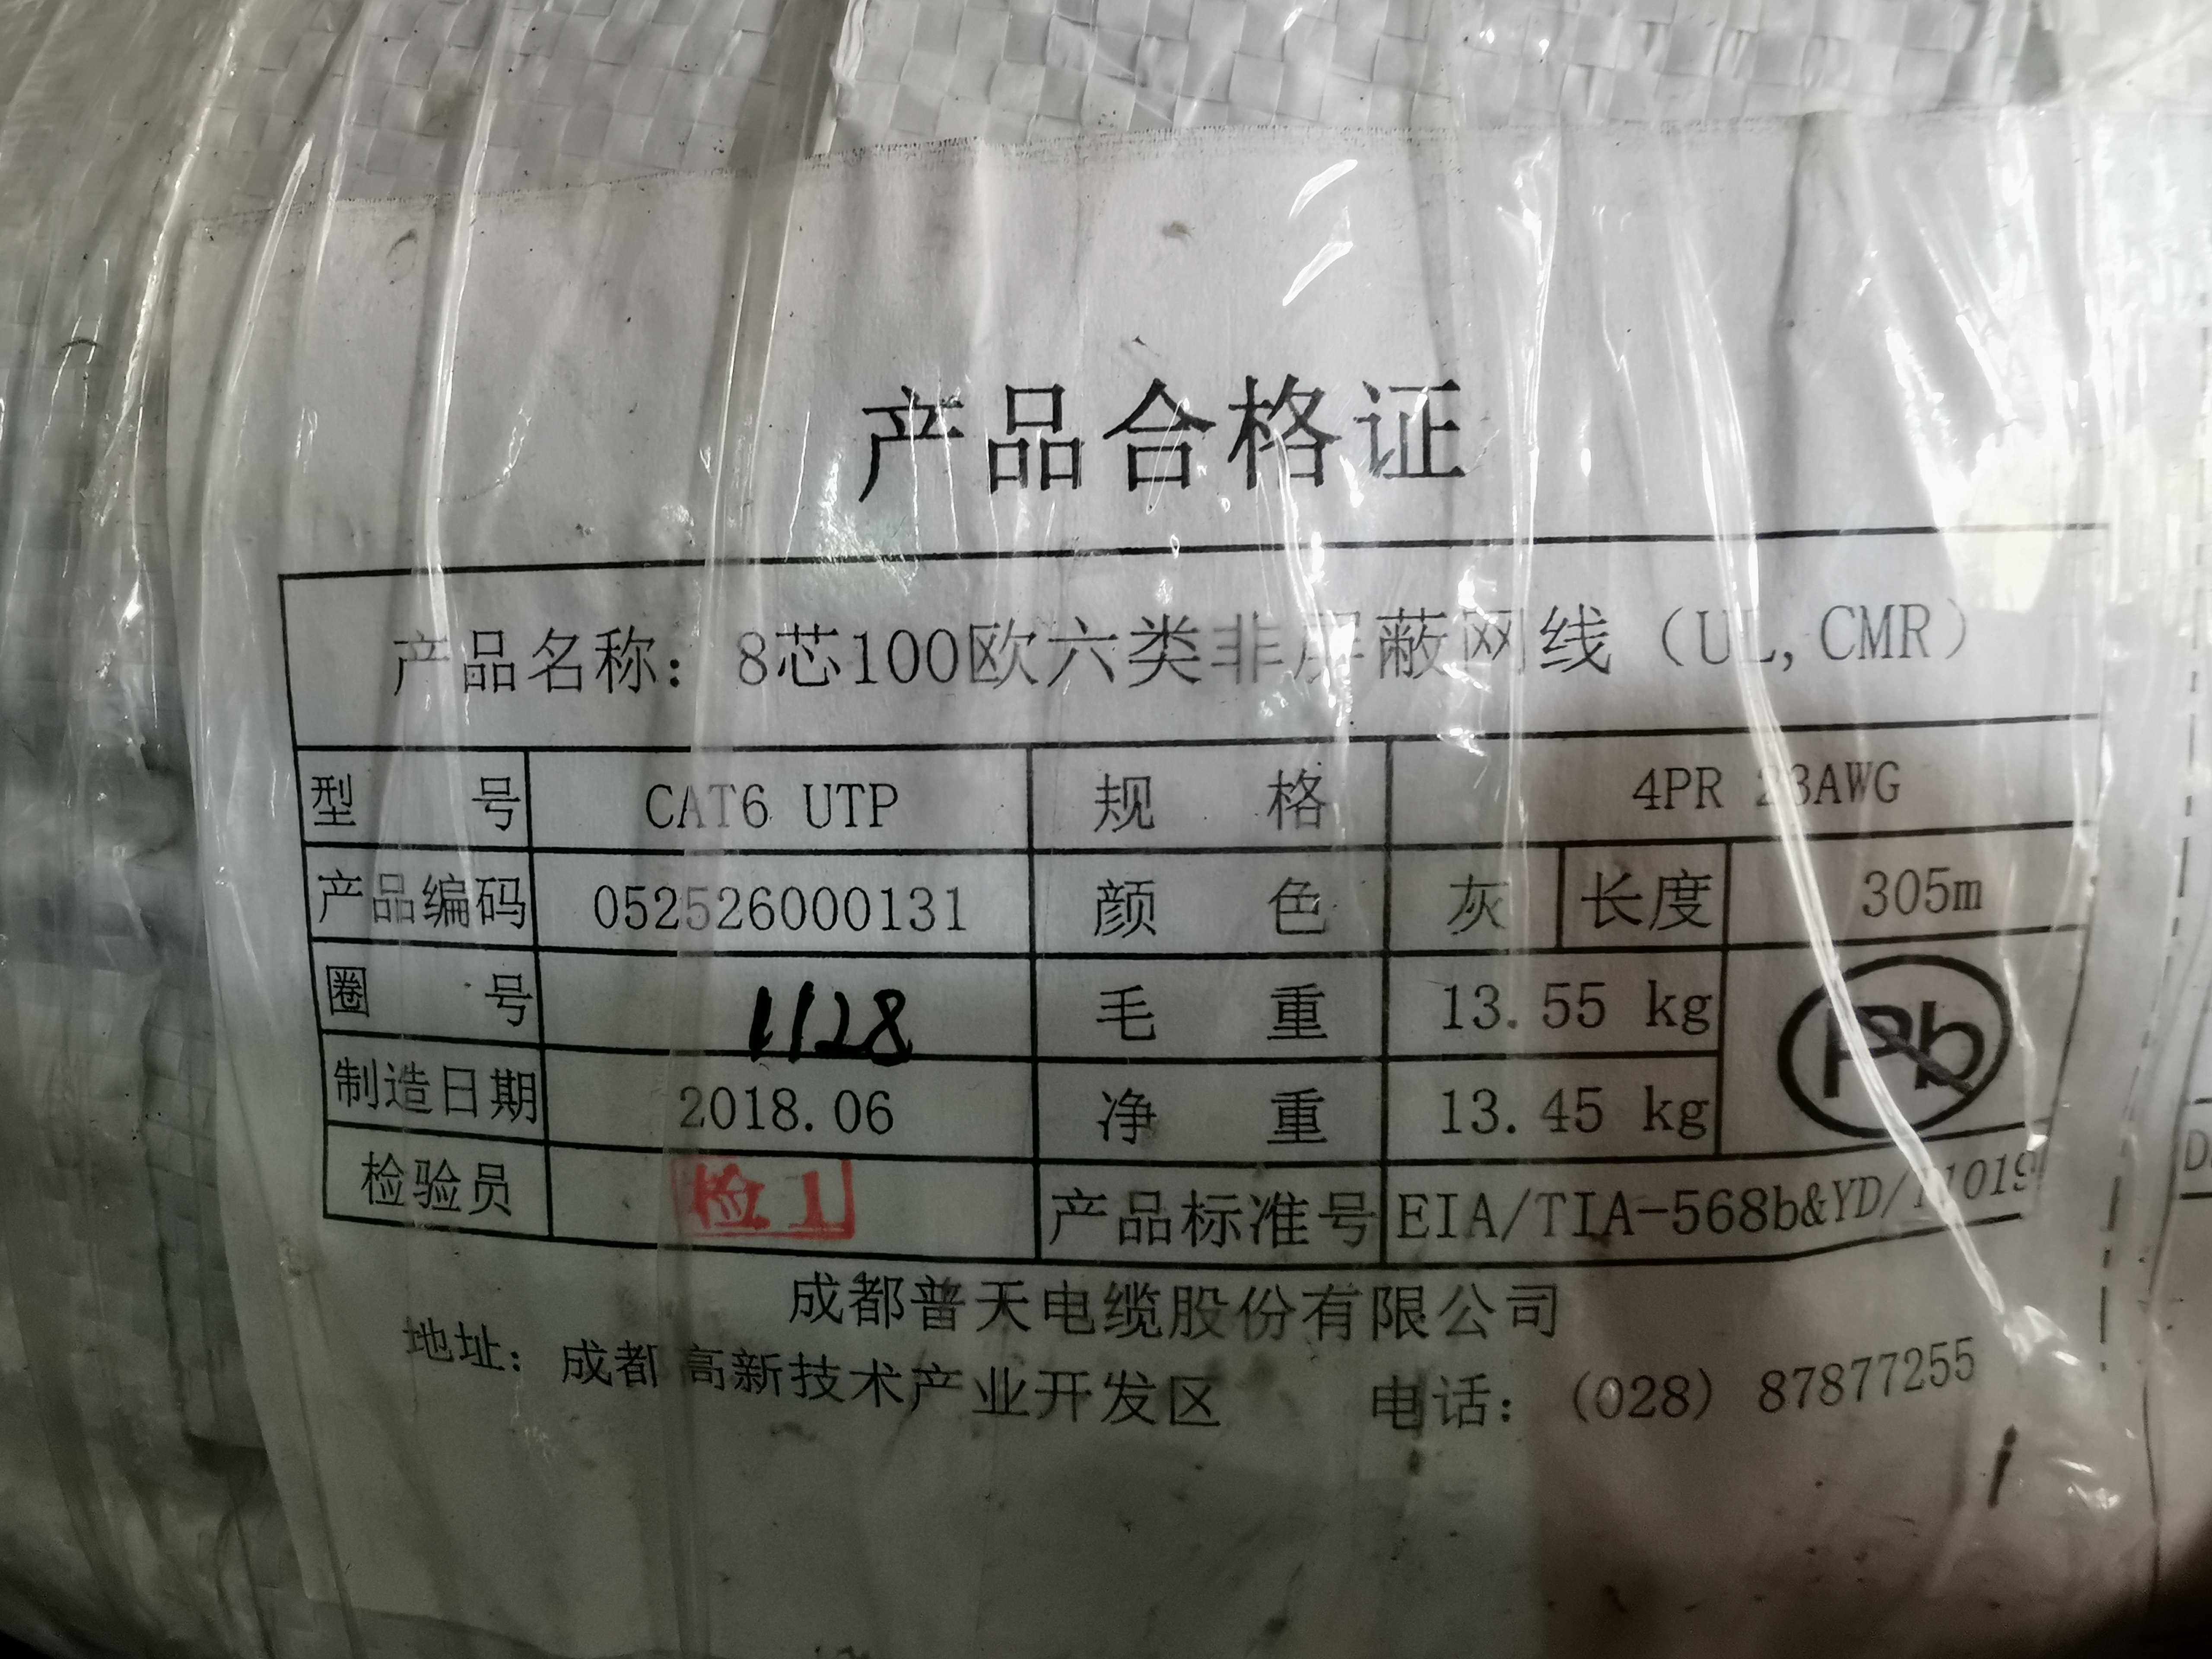 产品合格证
产品名称：8芯100欧六类非屏蔽网线（UL,CMR）
型号 CAT6 UTP 规格 4PR 23AWG
产品编码 052526000131 颜色 灰 长度 305m
圈号 1128 毛重 13.55 kg
Pb
制造日期 2018.06 净重 13.45 kg
检验员 检1 产品标准号 EIA/TIA-568b&YD/T1019
成都普天电缆股份有限公司
地址：成都高新技术产业开发区 电话：(028) 87877255